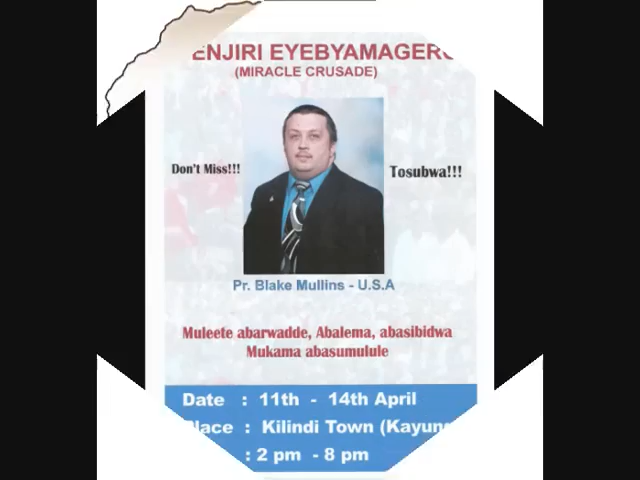 ENJIRI EYEBYAMAGERO
(MIRACLE CRUSADE)
Don't Miss!!!
Tosubwa!!!
Pr. Blake Mullins - U.S.A
Muleete abarwadde, Abalema, abasibidwa
Mukama abasumulule
Date : 11th - 14th April
Place : Kilindi Town
: 2 pm - 8 pm